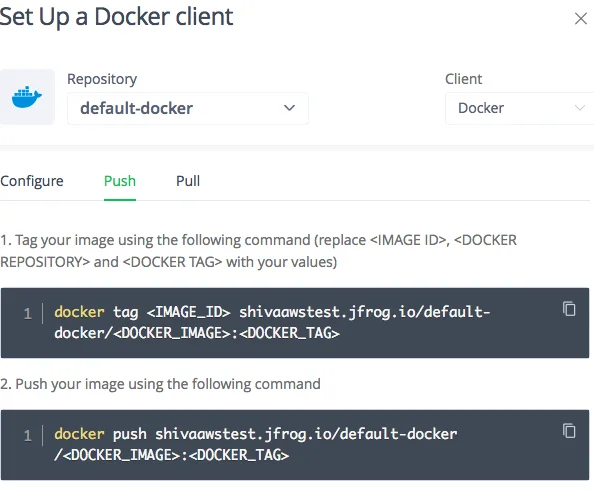 Set Up a Docker client
Repository
Client
default-docker
Docker
Configure Push Pull
1. Tag your image using the following command (replace <IMAGE ID>, <DOCKER
REPOSITORY> and <DOCKER TAG> with your values)
1 docker tag <IMAGE_ID> shivaawstest.jfrog.io/default-
docker/<DOCKER_IMAGE>:<DOCKER_TAG>
2. Push your image using the following command
1 docker push shivaawstest.jfrog.io/default-docker
/<DOCKER_IMAGE>:<DOCKER_TAG>